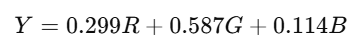 Y = 0.299R + 0.587G + 0.114B